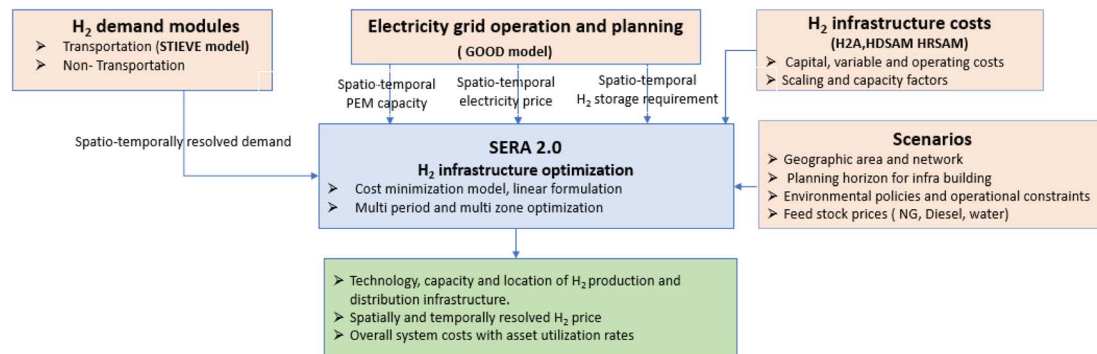 H₂ demand modules
➢ Transportation (STIEVE model)
➢ Non- Transportation
Electricity grid operation and planning
( GOOD model)
H₂ infrastructure costs
(H2A,HDSAM HRSAM)
➢ Capital, variable and operating costs
➢ Scaling and capacity factors
Spatio-temporal
PEM capacity
Spatio-temporal
electricity price
Spatio-temporal
H₂ storage requirement
Spatio-temporally resolved demand
SERA 2.0
H₂ infrastructure optimization
➢ Cost minimization model, linear formulation
➢ Multi period and multi zone optimization
Scenarios
➢ Geographic area and network
➢ Planning horizon for infra building
➢ Environmental policies and operational constraints
➢ Feed stock prices ( NG, Diesel, water)
➢ Technology, capacity and location of H₂ production and
distribution infrastructure.
➢ Spatially and temporally resolved H₂ price
➢ Overall system costs with asset utilization rates